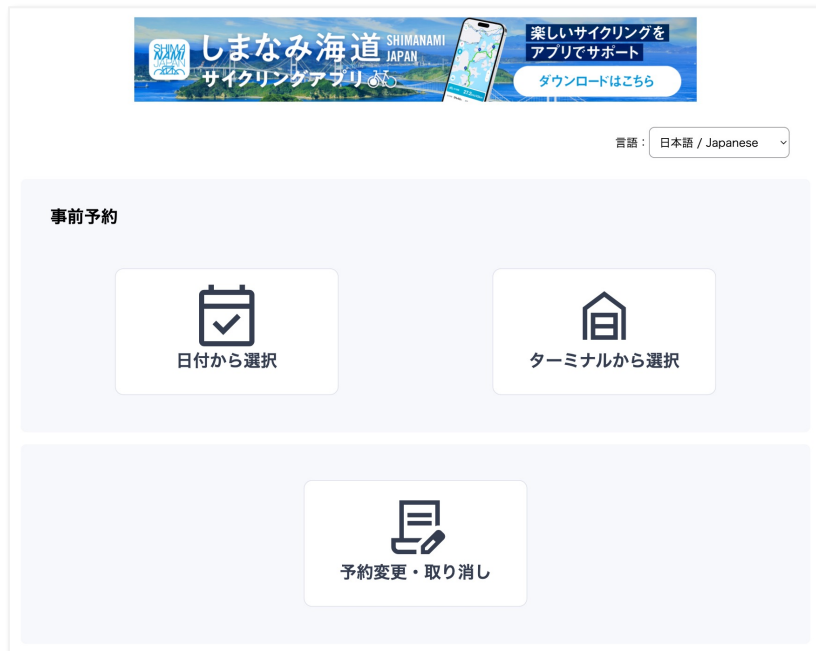 SHIMA
NAMI
JAPAN
しまなみ海道 SHIMANAMI JAPAN
サイクリングアプリ
楽しいサイクリングを
アプリでサポート
ダウンロードはこちら
言語： 日本語 / Japanese
事前予約
日付から選択
ターミナルから選択
予約変更・取り消し